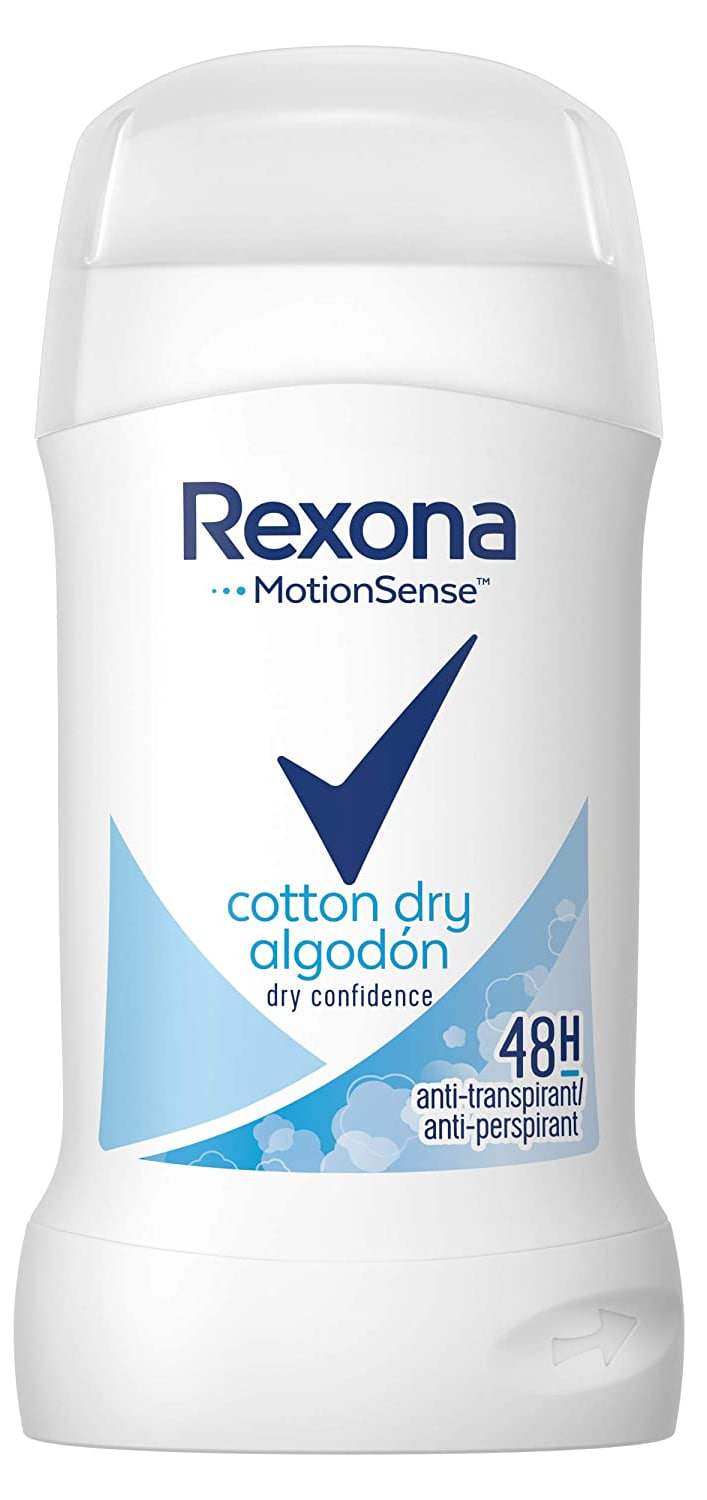 Rexona
MotionSense™
cotton dry
algodón
dry confidence
48H
anti-transpirant/
anti-perspirant